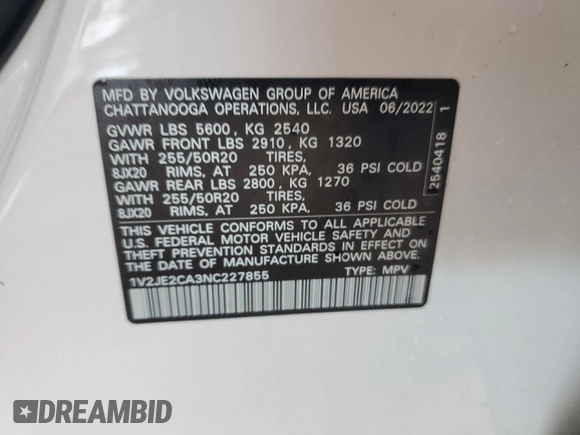 MFD BY VOLKSWAGEN GROUP OF AMERICA
CHATTANOOGA OPERATIONS, LLC. USA 06/2022
GVWR LBS 5600, KG 2540
GAWR FRONT LBS 2910, KG 1320
WITH 255/50R20 TIRES,
8JX20 RIMS, AT 250 KPA, 36 PSI COLD
GAWR REAR LBS 2800, KG 1270
WITH 255/50R20 TIRES,
8JX20 RIMS, AT 250 KPA, 36 PSI COLD
THIS VEHICLE CONFORMS TO ALL APPLICABLE
U.S. FEDERAL MOTOR VEHICLE SAFETY AND
THEFT PREVENTION STANDARDS IN EFFECT ON
THE DATE OF MANUFACTURE SHOWN ABOVE.
1V2JE2CA3NC227855 TYPE: MPV
2540418 1
DREAMBID